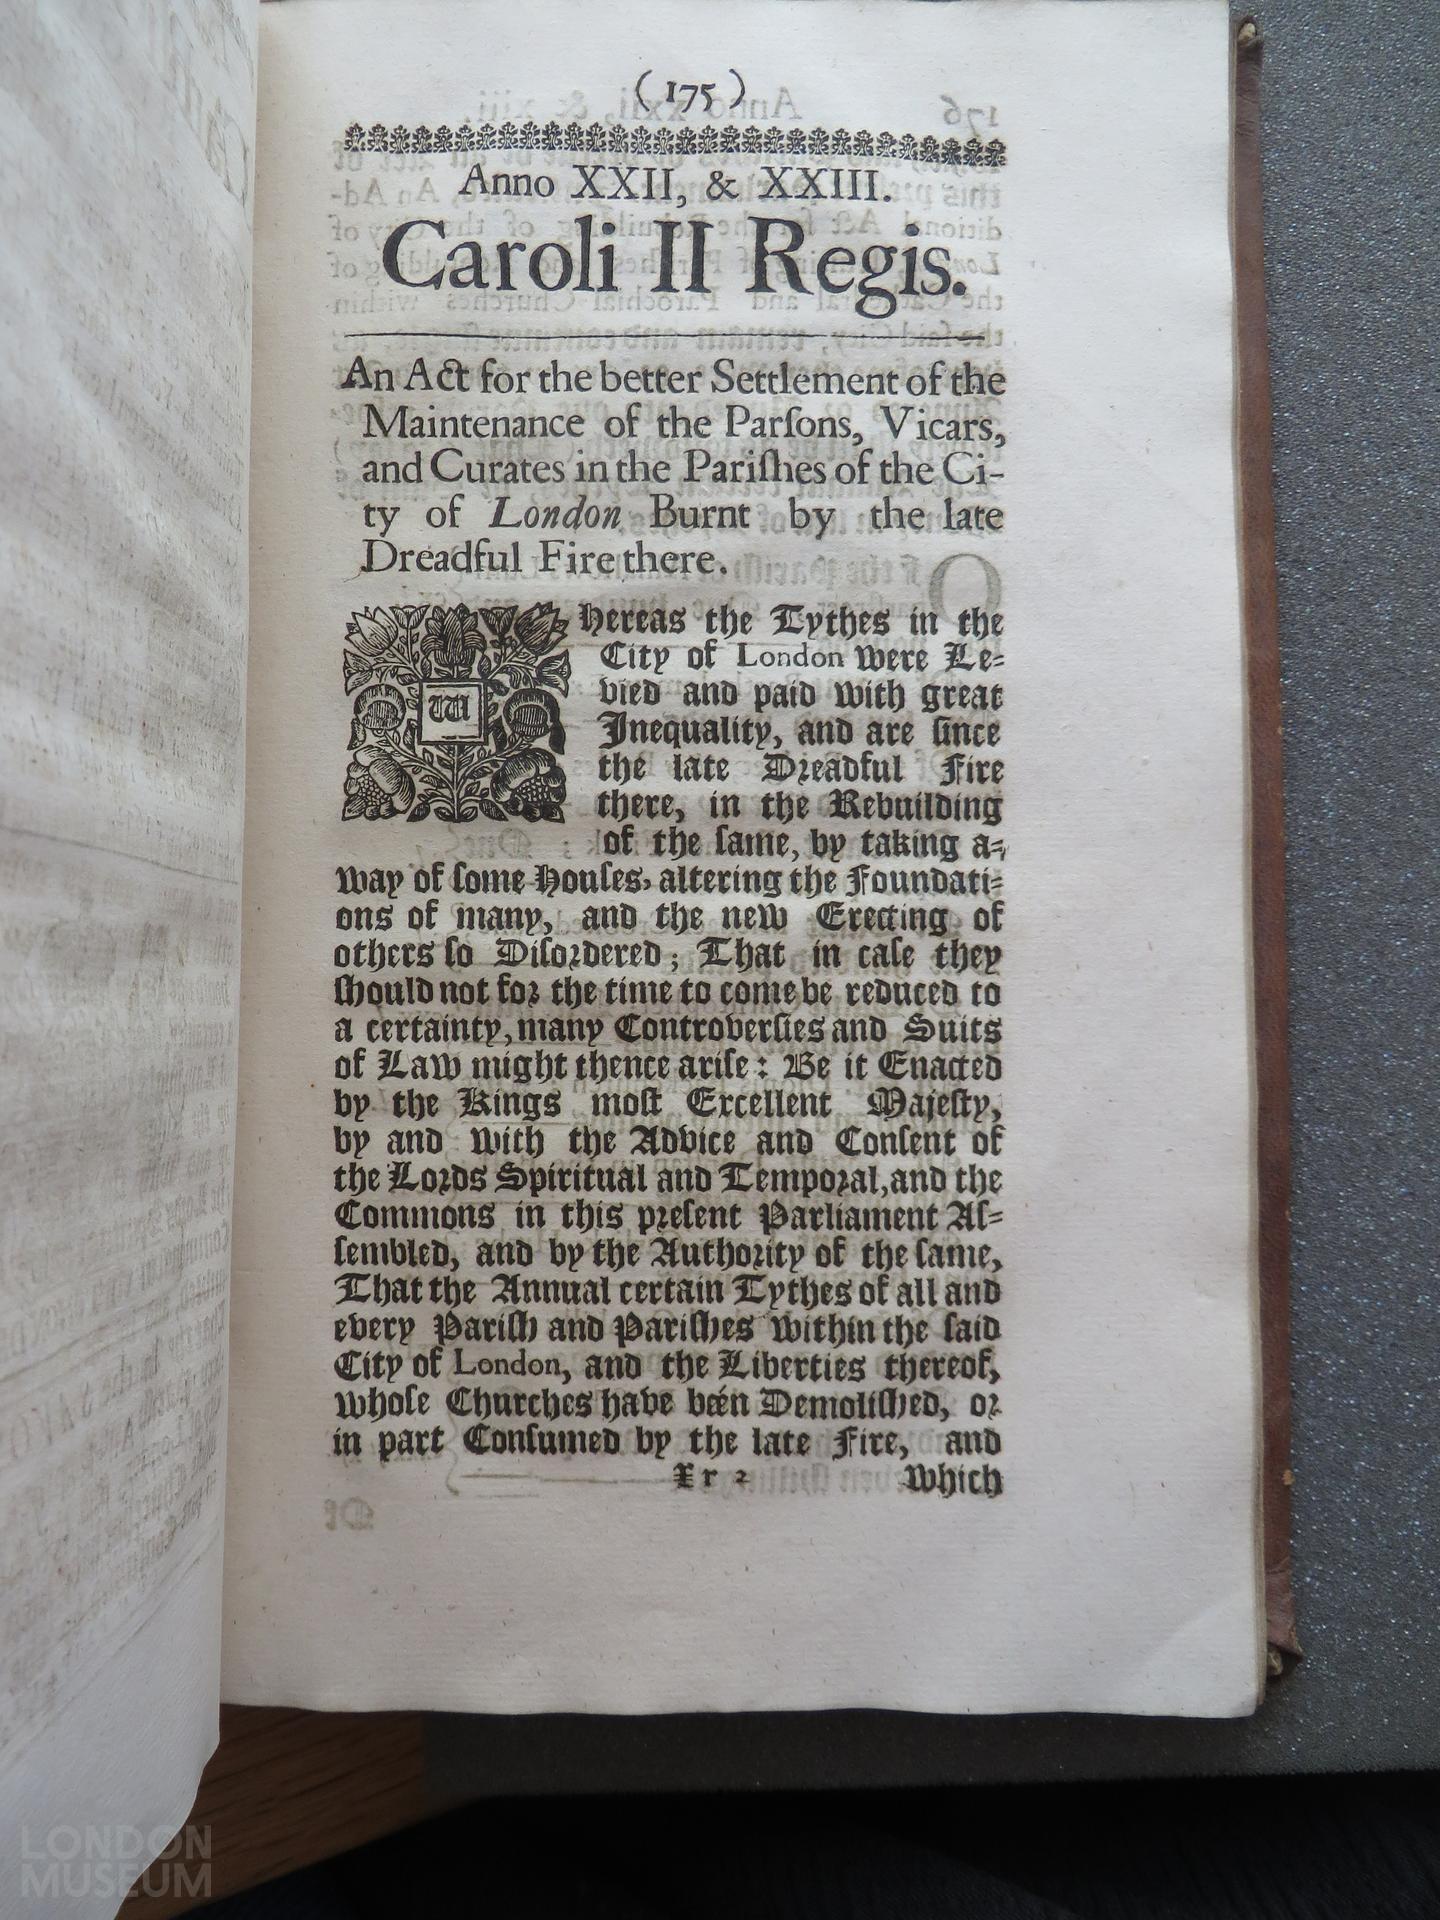 ( 175 )
Anno XXII, & XXIII.
Caroli II Regis.
An Act for the better Settlement of the
Maintenance of the Parſons, Vicars,
and Curates in the Pariſhes of the Ci-
ty of London Burnt by the late
Dreadful Fire there.
WHereas the Tythes in the
City of London were Le-
vied and paid with great
Inequality, and are ſince
the late Dreadful Fire
there, in the Rebuilding
of the ſame, by taking a-
way of ſome Houſes, altering the Foundati-
ons of many, and the new Erecting of
others ſo Diſordered; That in caſe they
ſhould not for the time to come be reduced to
a certainty, many Controverſies and Suits
of Law might thence ariſe: Be it Enacted
by the Kings moſt Excellent Majeſty,
by and with the Advice and Conſent of
the Lords Spiritual and Temporal, and the
Commons in this preſent Parliament Aſ-
ſembled, and by the Authority of the ſame,
That the Annual certain Tythes of all and
every Pariſh and Pariſhes within the ſaid
City of London, and the Liberties thereof,
whoſe Churches have been Demoliſhed, or
in part Conſumed by the late Fire, and
Xr 2 which
LONDON
MUSEUM